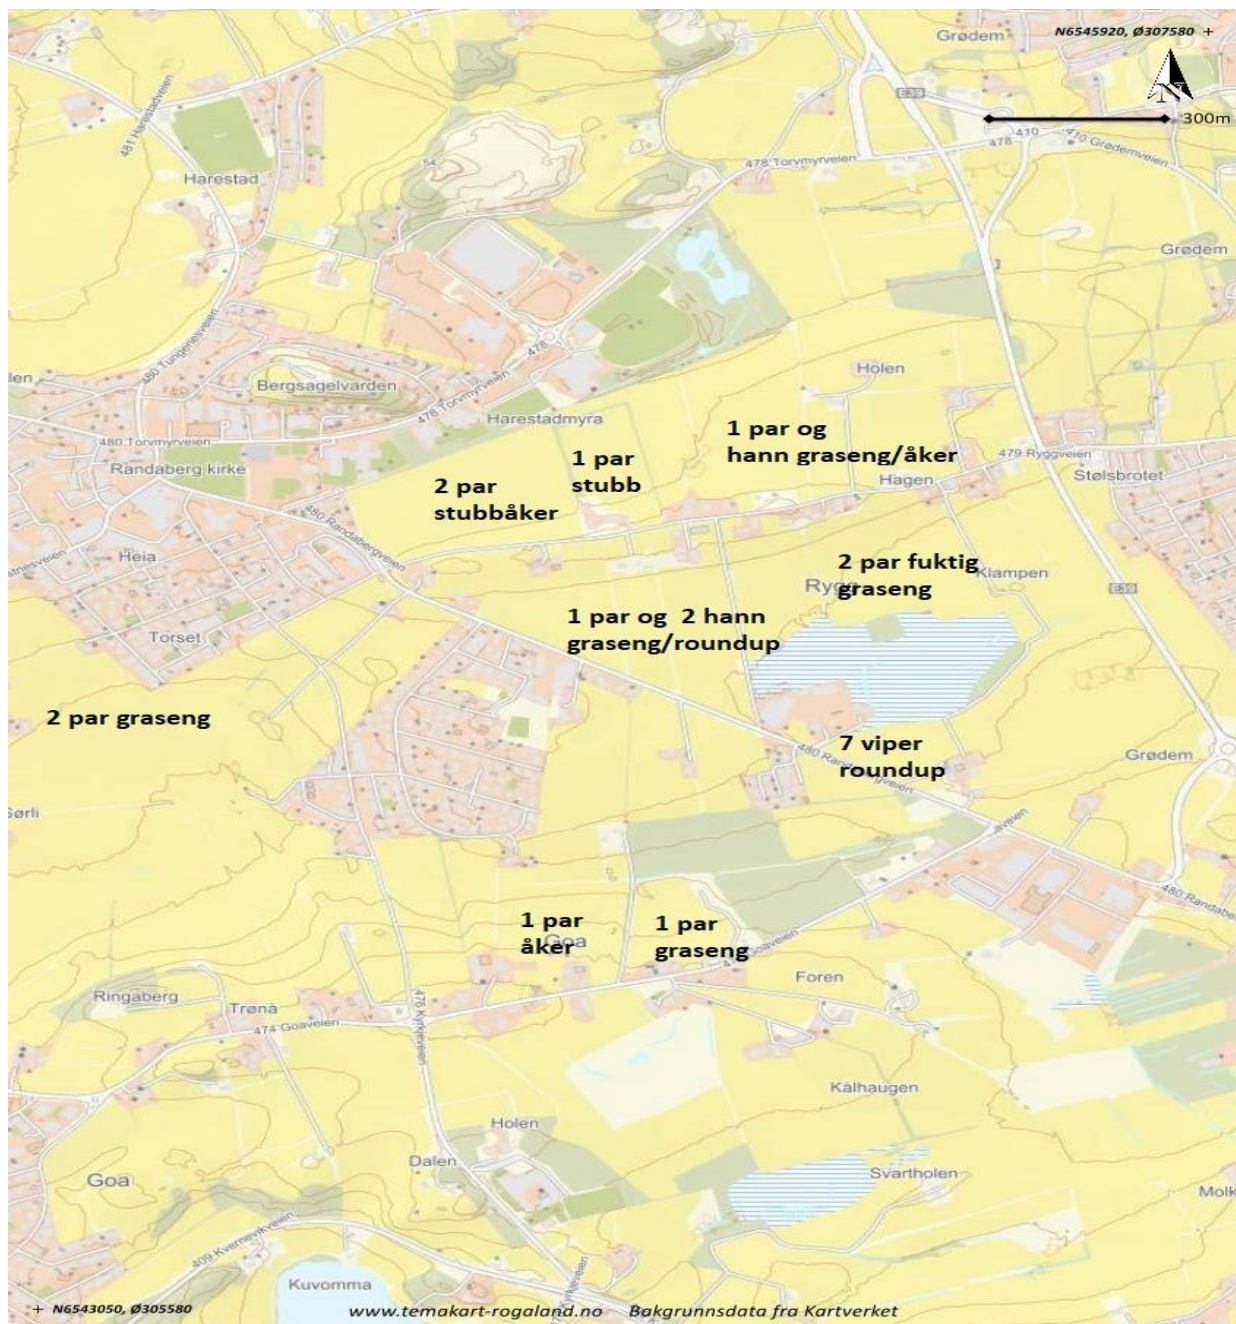 Grødem
N6545920, Ø307580 +
N
300m
E39
481 Harestadveien
54
410
478
410 Grødemveien
478 Torvmyrveien
Harestad
Grødem
480 Tungenesveien
478
Holen
Bergsagelvarden
478 Torvmyrveien
Harestadmyra
1 par og
hann graseng/åker
480 Torvmyrveien
479 Ryggveien
Randaberg kirke
1 par
stubb
Stølsbrotet
Hagen
2 par
stubbåker
480 Randabergveien
Heia
2 par fuktig
graseng
Klampen
Rygg
E39
1 par og 2 hann
graseng/roundup
Torset
2 par graseng
7 viper
roundup
Grødem
Sørli
1 par
åker
Goa
1 par
graseng
Foren
Ringaberg
Trøna
474 Goaveien
476 Kyrkjeveien
Kålhaugen
Holen
Dalen
Svartholen
Goa
Molk
409 Kvernevikveien
Kuvomma
+ N6543050, Ø305580
www.temakart-rogaland.no Bakgrunnsdata fra Kartverket